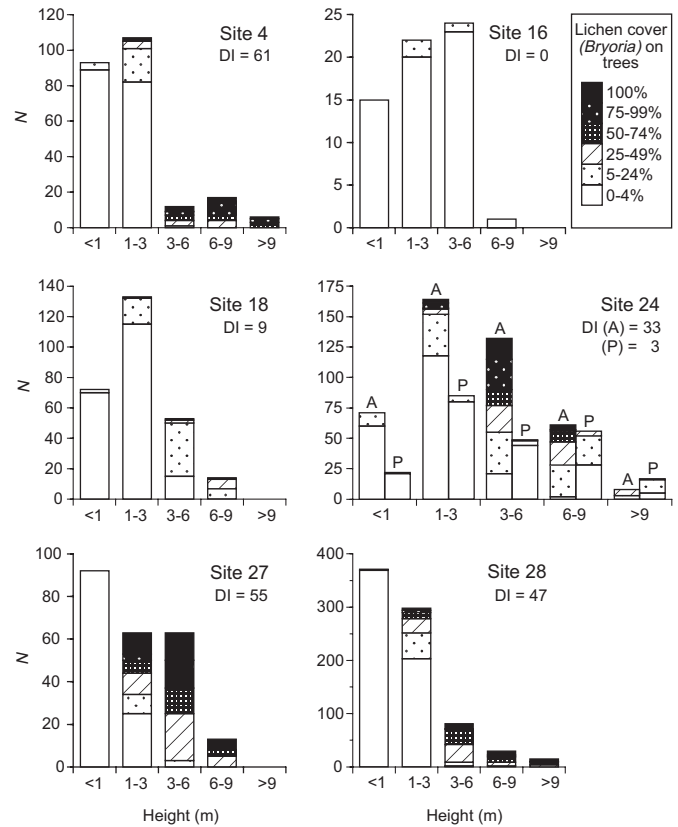 Site 4
DI = 61
120
100
80
60
40
20
0
N
<1 1-3 3-6 6-9 >9
Site 16
DI = 0
25
20
15
10
5
0
<1 1-3 3-6 6-9 >9
Lichen cover
(Bryoria) on
trees
100%
75-99%
50-74%
25-49%
5-24%
0-4%
Site 18
DI = 9
140
120
100
80
60
40
20
0
<1 1-3 3-6 6-9 >9
Site 24
DI (A) = 33
(P) = 3
175
150
125
100
75
50
25
0
A P A P A P A P A P
<1 1-3 3-6 6-9 >9
Site 27
DI = 55
100
80
60
40
20
0
N
<1 1-3 3-6 6-9 >9
Height (m)
Site 28
DI = 47
400
300
200
100
0
<1 1-3 3-6 6-9 >9
Height (m)